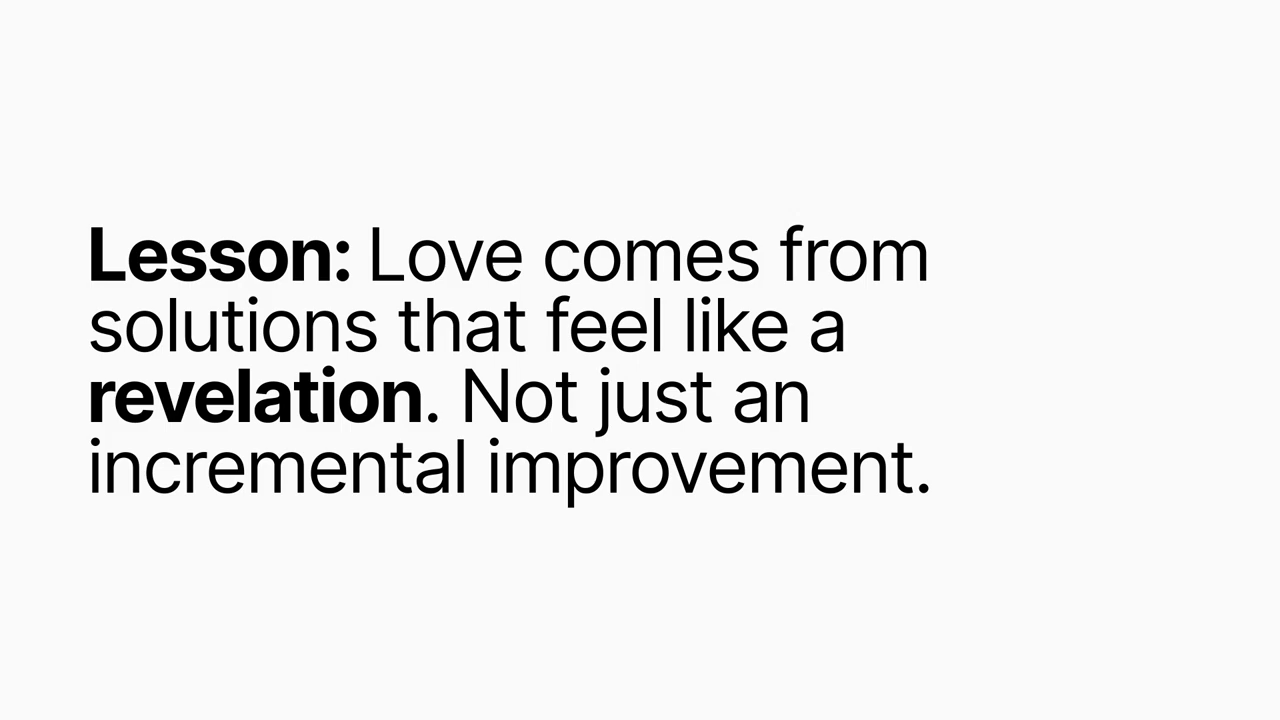 Lesson: Love comes from
solutions that feel like a
revelation. Not just an
incremental improvement.